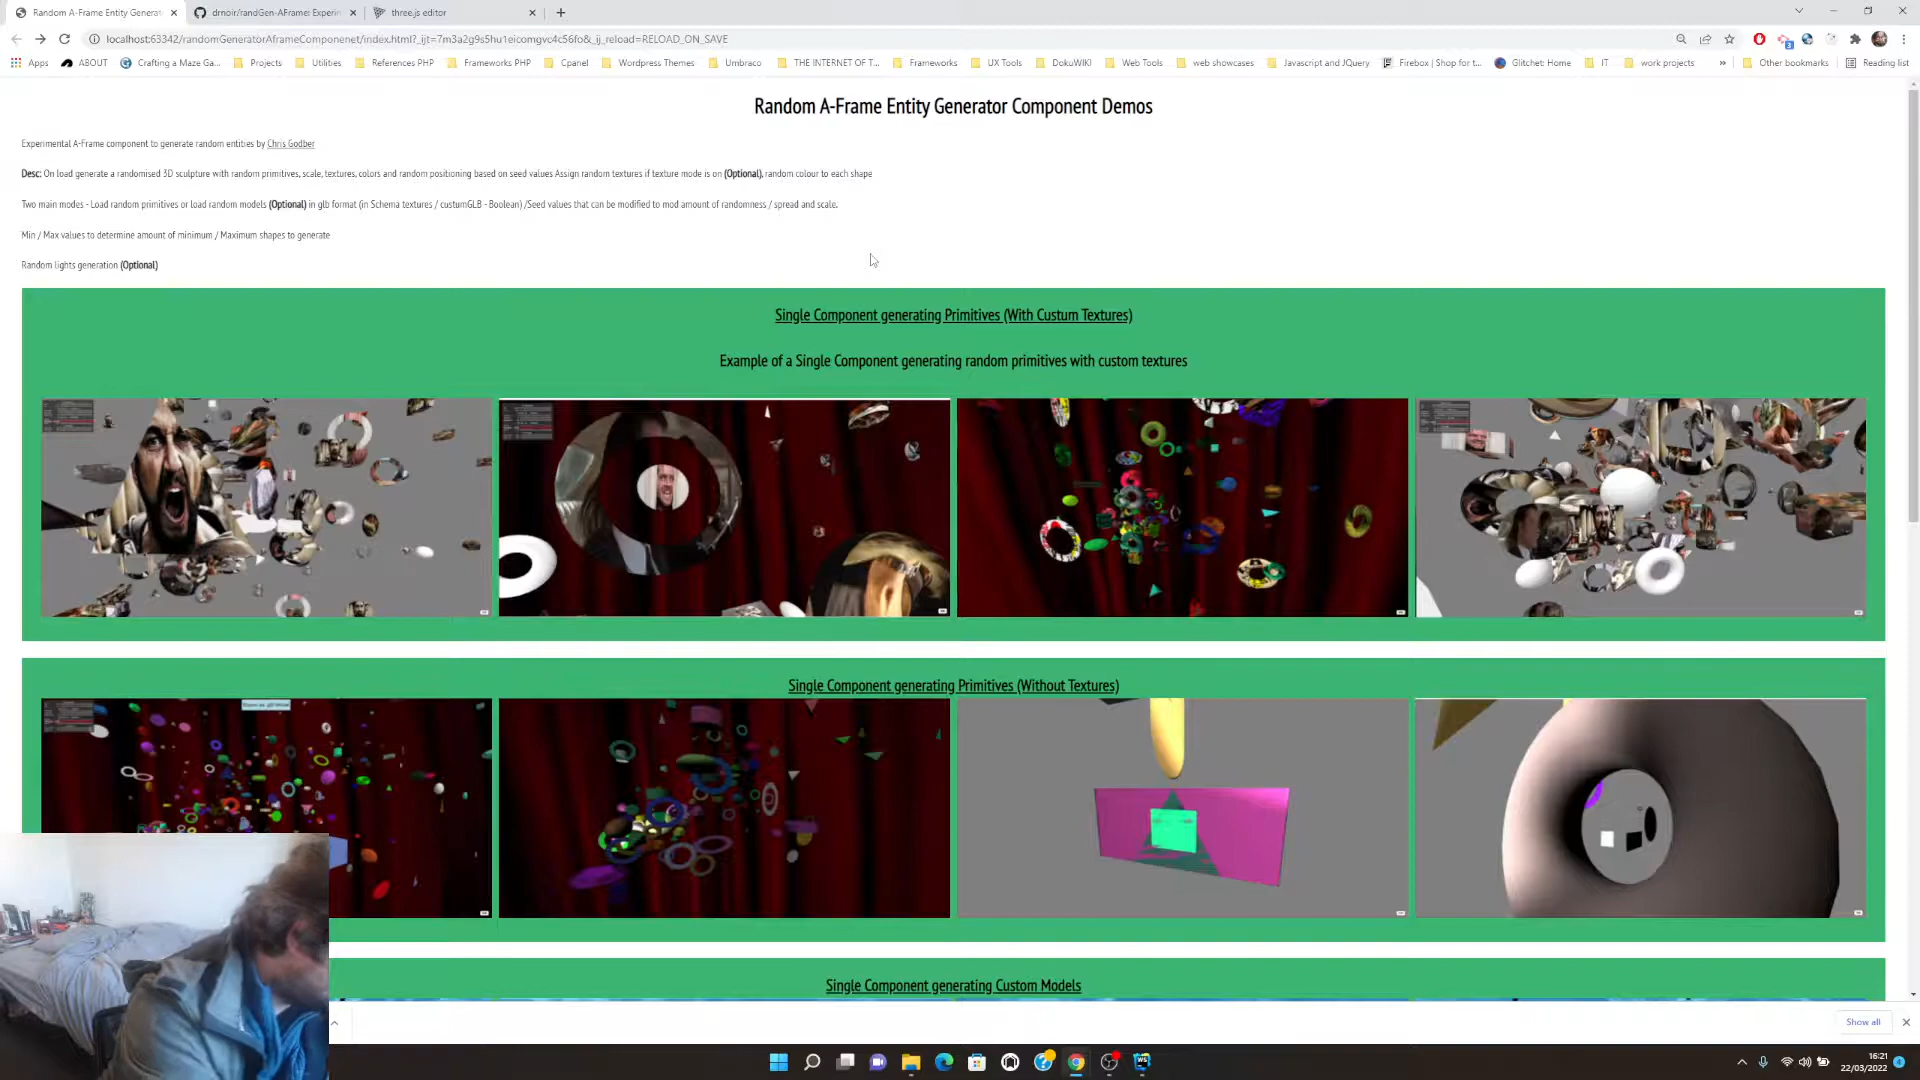 Random A-Frame Entity Generat
drnoir/randGen-AFrame: Experim
three.js editor
localhost:63342/randomGeneratorAframeComponenet/index.html?_ijt=7m3a2g9s5hu1eicomgvc4c56fo&_ij_reload=RELOAD_ON_SAVE
Apps
ABOUT
Crafting a Maze Ga...
Projects
Utilities
References PHP
Frameworks PHP
Cpanel
Wordpress Themes
Umbraco
THE INTERNET OF T...
Frameworks
UX Tools
DokuWIKI
Web Tools
web showcases
Javascript and JQuery
Firebox | Shop for t...
Glitchet: Home
IT
work projects
»
Other bookmarks
Reading list
Random A-Frame Entity Generator Component Demos
Experimental A-Frame component to generate random entities by Chris Godber
Desc: On load generate a randomised 3D sculpture with random primitives, scale, textures, colors and random positioning based on seed values Assign random textures if texture mode is on (Optional), random colour to each shape
Two main modes - Load random primitives or load random models (Optional) in glb format (in Schema textures / custumGLB - Boolean) /Seed values that can be modified to mod amount of randomness / spread and scale.
Min / Max values to determine amount of minimum / Maximum shapes to generate
Random lights generation (Optional)
Single Component generating Primitives (With Custum Textures)
Example of a Single Component generating random primitives with custom textures
Single Component generating Primitives (Without Textures)
Single Component generating Custom Models
Show all
16:21
22/03/2022